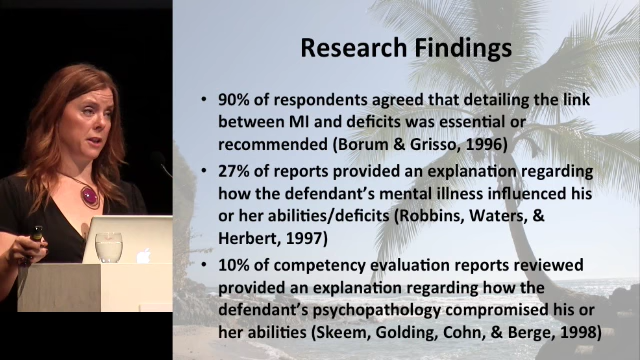 Research Findings
• 90% of respondents agreed that detailing the link
between MI and deficits was essential or
recommended (Borum & Grisso, 1996)
• 27% of reports provided an explanation regarding
how the defendant’s mental illness influenced his
or her abilities/deficits (Robbins, Waters, &
Herbert, 1997)
• 10% of competency evaluation reports reviewed
provided an explanation regarding how the
defendant’s psychopathology compromised his or
her abilities (Skeem, Golding, Cohn, & Berge, 1998)